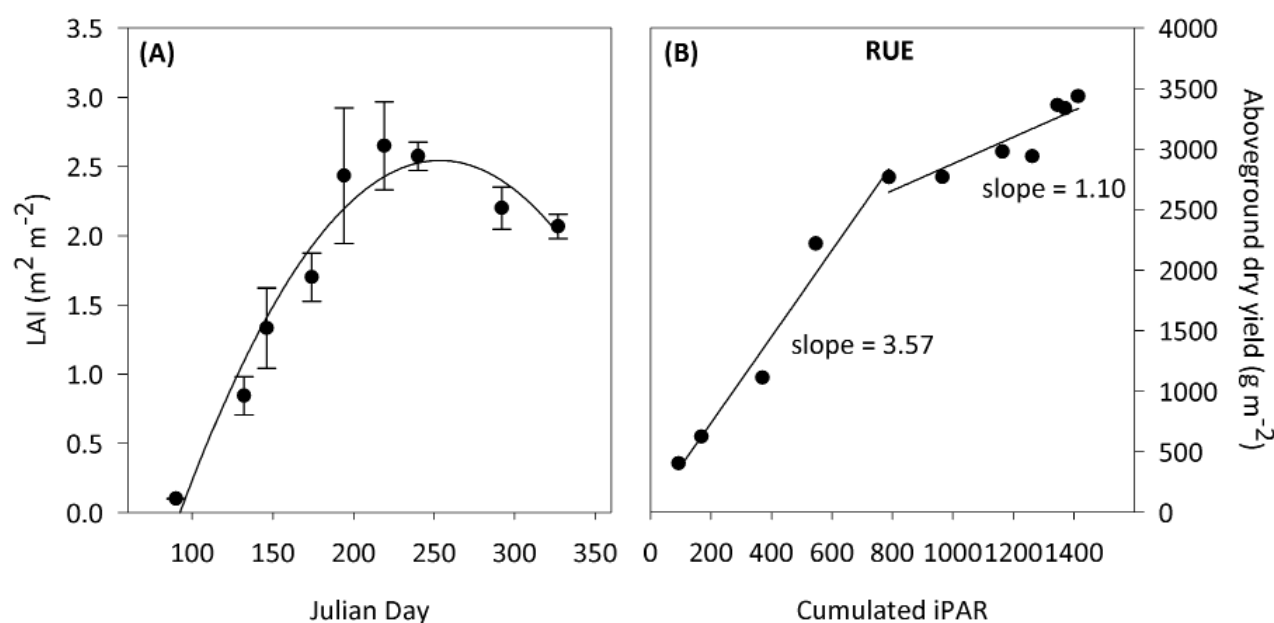 (A)
3.5
3.0
2.5
2.0
1.5
1.0
0.5
0.0
LAI (m² m⁻²)
100 150 200 250 300 350
Julian Day
(B)
RUE
slope = 3.57
slope = 1.10
4000
3500
3000
2500
2000
1500
1000
500
0
Aboveground dry yield (g m⁻²)
0 200 400 600 800 1000 1200 1400
Cumulated iPAR